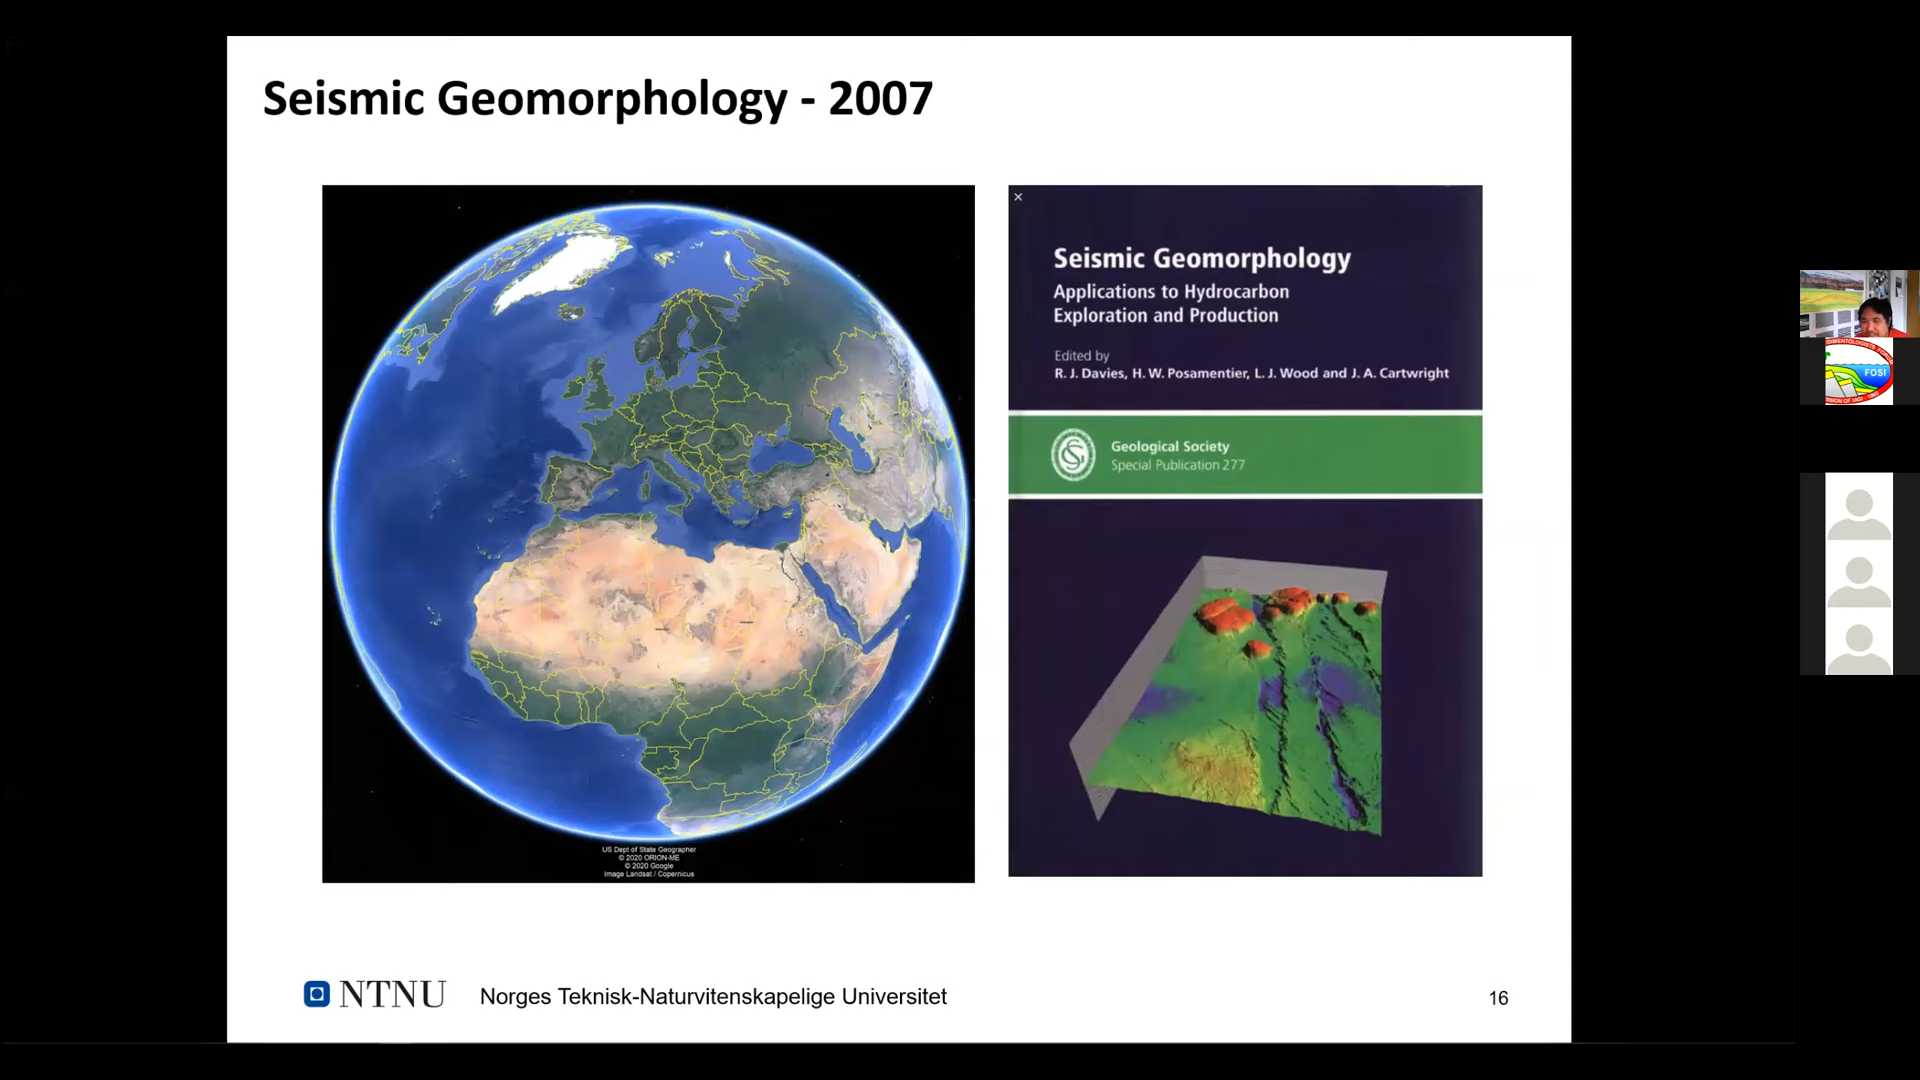 Seismic Geomorphology - 2007
US Dept of State Geographer
© 2020 ORION-ME
© 2020 Google
Image Landsat / Copernicus
Seismic Geomorphology
Applications to Hydrocarbon
Exploration and Production
Edited by
R. J. Davies, H. W. Posamentier, L. J. Wood and J. A. Cartwright
Geological Society
Special Publication 277
NTNU
Norges Teknisk-Naturvitenskapelige Universitet
16
FOSI